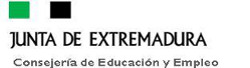 JUNTA DE EXTREMADURA
Consejería de Educación y Empleo